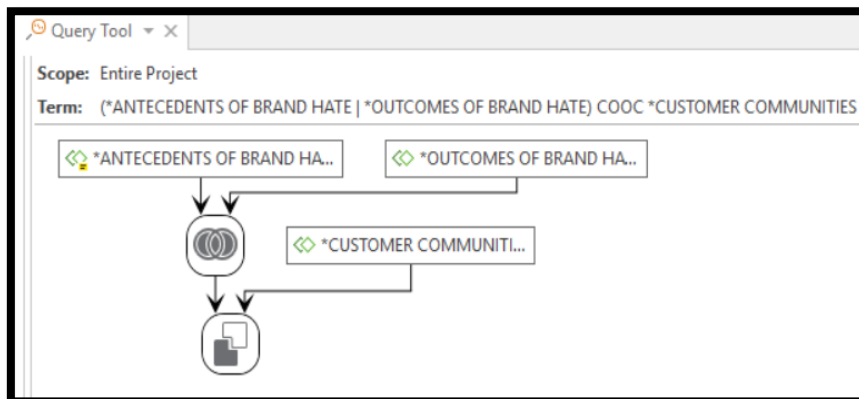 Query Tool
Scope: Entire Project
Term: (*ANTECEDENTS OF BRAND HATE | *OUTCOMES OF BRAND HATE) COOC *CUSTOMER COMMUNITIES
*ANTECEDENTS OF BRAND HA... *OUTCOMES OF BRAND HA...
*CUSTOMER COMMUNITI...